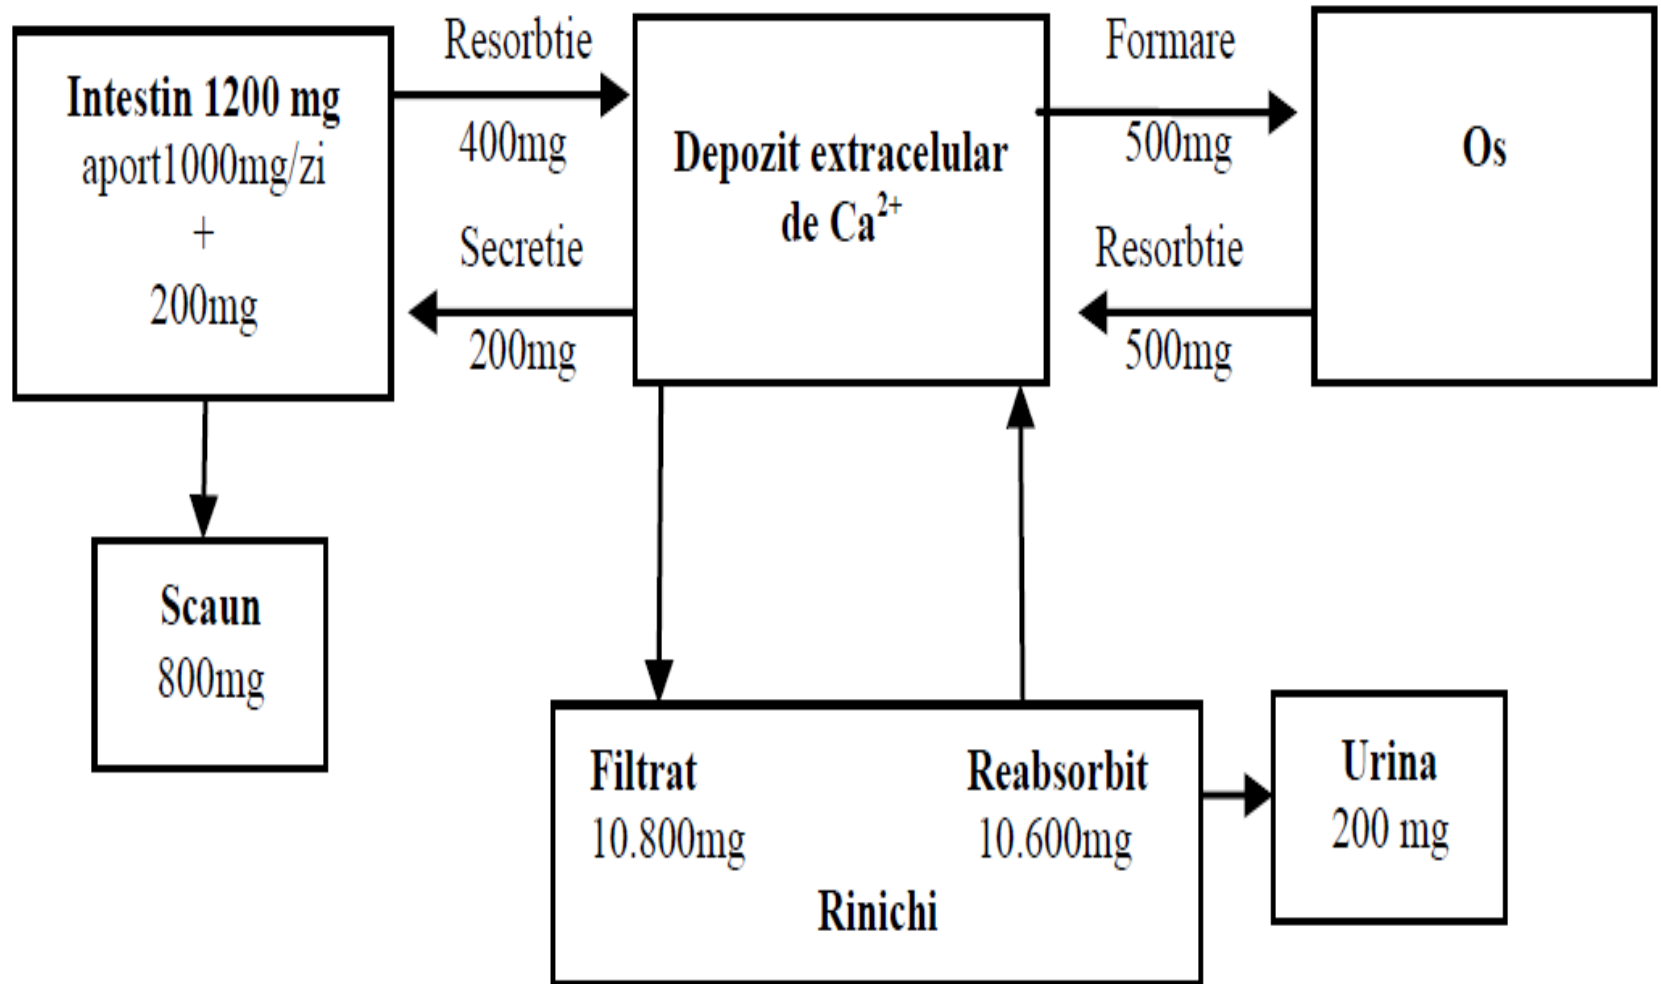 Intestin 1200 mg
aport1000mg/zi
+
200mg
Resorbtie
400mg
Secretie
200mg
Depozit extracelular
de Ca²⁺
Formare
500mg
Resorbtie
500mg
Os
Scaun
800mg
Filtrat
10.800mg
Reabsorbit
10.600mg
Rinichi
Urina
200 mg